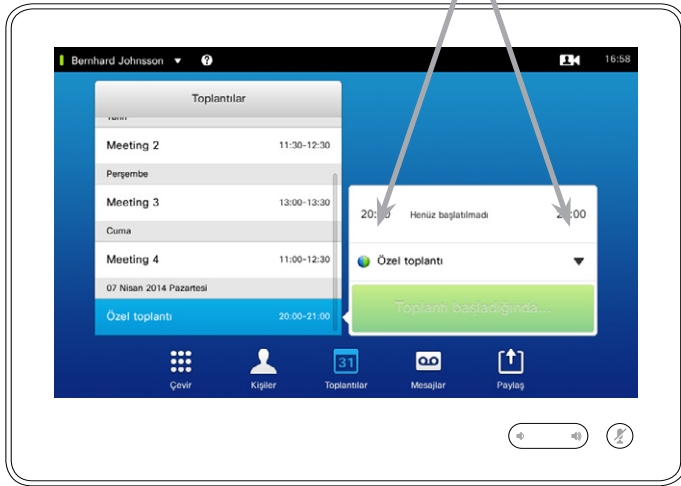 Bernhard Johnsson
?
16:58
Toplantılar
Yarın
Meeting 2 11:30-12:30
Perşembe
Meeting 3 13:00-13:30
Cuma
Meeting 4 11:00-12:30
07 Nisan 2014 Pazartesi
Özel toplantı 20:00-21:00
Henüz başlatılmadı
Özel toplantı
Toplantı başladığında...
Çevir
Kişiler
31
Toplantılar
Mesajlar
Paylaş